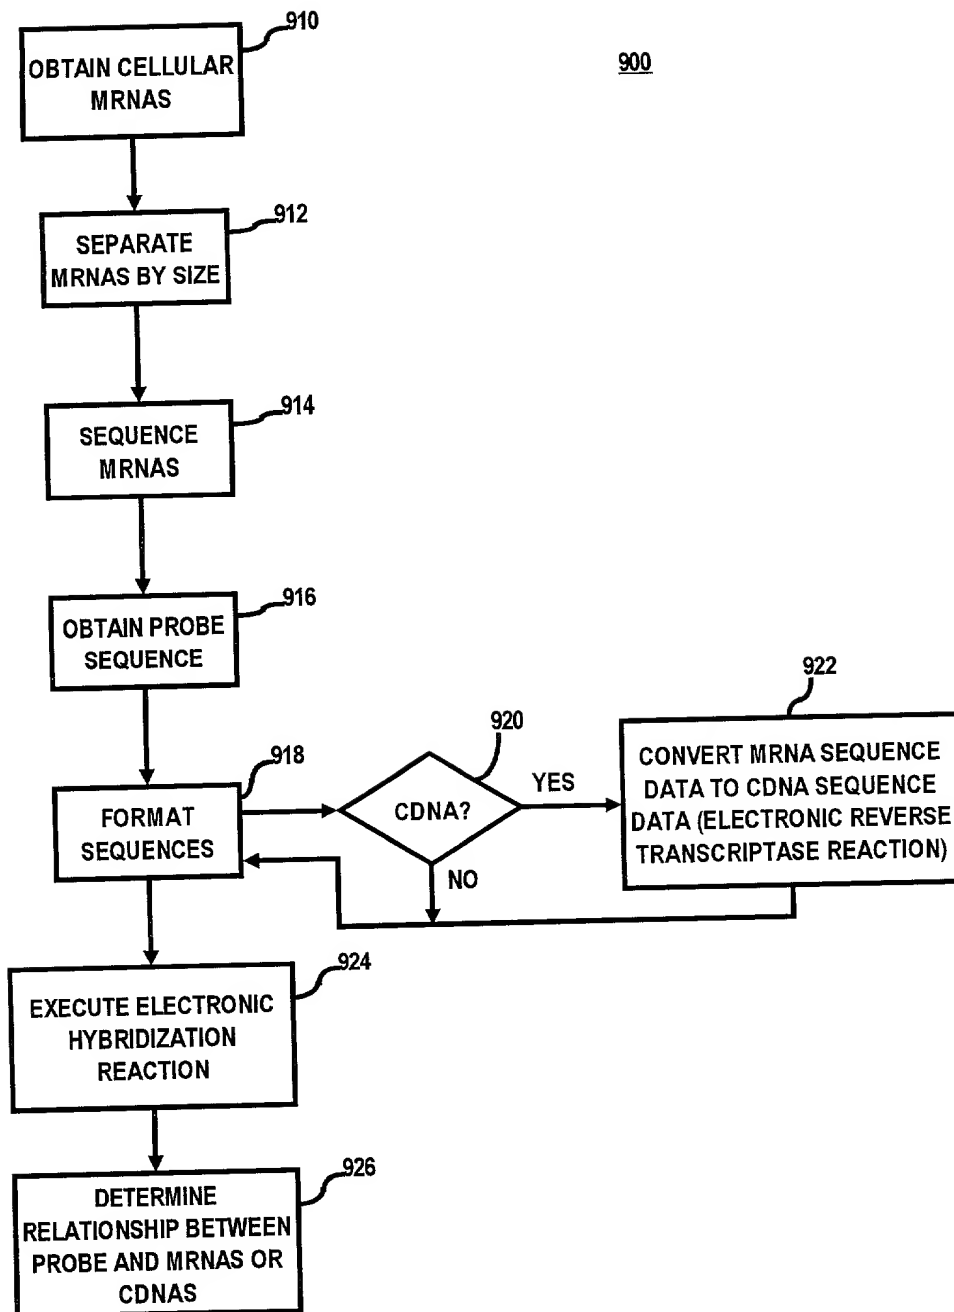 910
900
OBTAIN CELLULAR
MRNAS
912
SEPARATE
MRNAS BY SIZE
914
SEQUENCE
MRNAS
916
OBTAIN PROBE
SEQUENCE
918
FORMAT
SEQUENCES
920
CDNA?
YES
NO
922
CONVERT MRNA SEQUENCE
DATA TO CDNA SEQUENCE
DATA (ELECTRONIC REVERSE
TRANSCRIPTASE REACTION)
924
EXECUTE ELECTRONIC
HYBRIDIZATION
REACTION
926
DETERMINE
RELATIONSHIP BETWEEN
PROBE AND MRNAS OR
CDNAS